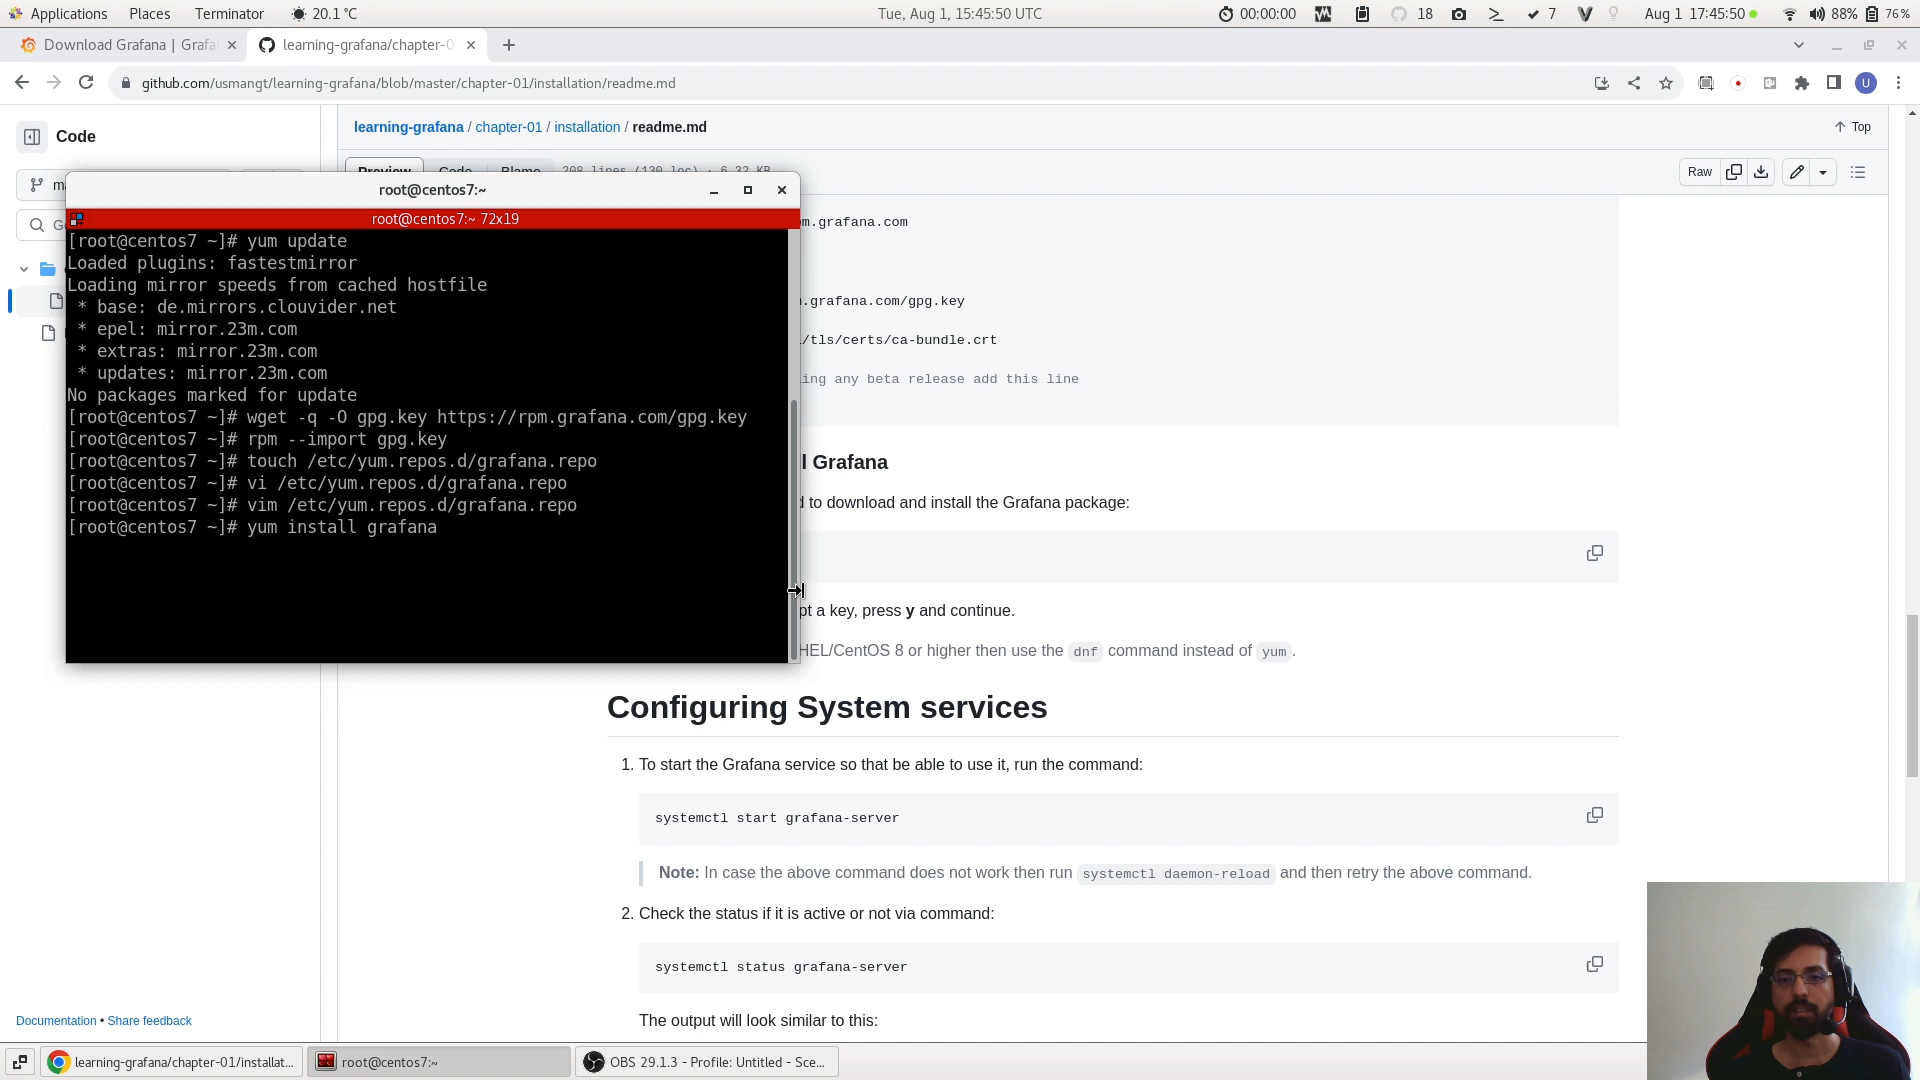 Applications Places Terminator 20.1 °C Tue, Aug 1, 15:45:50 UTC 00:00:00 18 7 Aug 1 17:45:50 88% 76%
Download Grafana | Grafa learning-grafana/chapter-0
github.com/usmangt/learning-grafana/blob/master/chapter-01/installation/readme.md U
Code
learning-grafana / chapter-01 / installation / readme.md Top
Preview Code Blame 208 lines (130 loc) · 6.32 KB Raw
root@centos7:~
root@centos7:~ 72x19
[root@centos7 ~]# yum update
Loaded plugins: fastestmirror
Loading mirror speeds from cached hostfile
* base: de.mirrors.clouvider.net
* epel: mirror.23m.com
* extras: mirror.23m.com
* updates: mirror.23m.com
No packages marked for update
[root@centos7 ~]# wget -q -O gpg.key https://rpm.grafana.com/gpg.key
[root@centos7 ~]# rpm --import gpg.key
[root@centos7 ~]# touch /etc/yum.repos.d/grafana.repo
[root@centos7 ~]# vi /etc/yum.repos.d/grafana.repo
[root@centos7 ~]# vim /etc/yum.repos.d/grafana.repo
[root@centos7 ~]# yum install grafana
m.grafana.com
.grafana.com/gpg.key
/tls/certs/ca-bundle.crt
ing any beta release add this line
l Grafana
d to download and install the Grafana package:
pt a key, press y and continue.
HEL/CentOS 8 or higher then use the dnf command instead of yum.
Configuring System services
1. To start the Grafana service so that be able to use it, run the command:
systemctl start grafana-server
Note: In case the above command does not work then run systemctl daemon-reload and then retry the above command.
2. Check the status if it is active or not via command:
systemctl status grafana-server
The output will look similar to this:
Documentation • Share feedback
learning-grafana/chapter-01/installat... root@centos7:~ OBS 29.1.3 - Profile: Untitled - Sce...